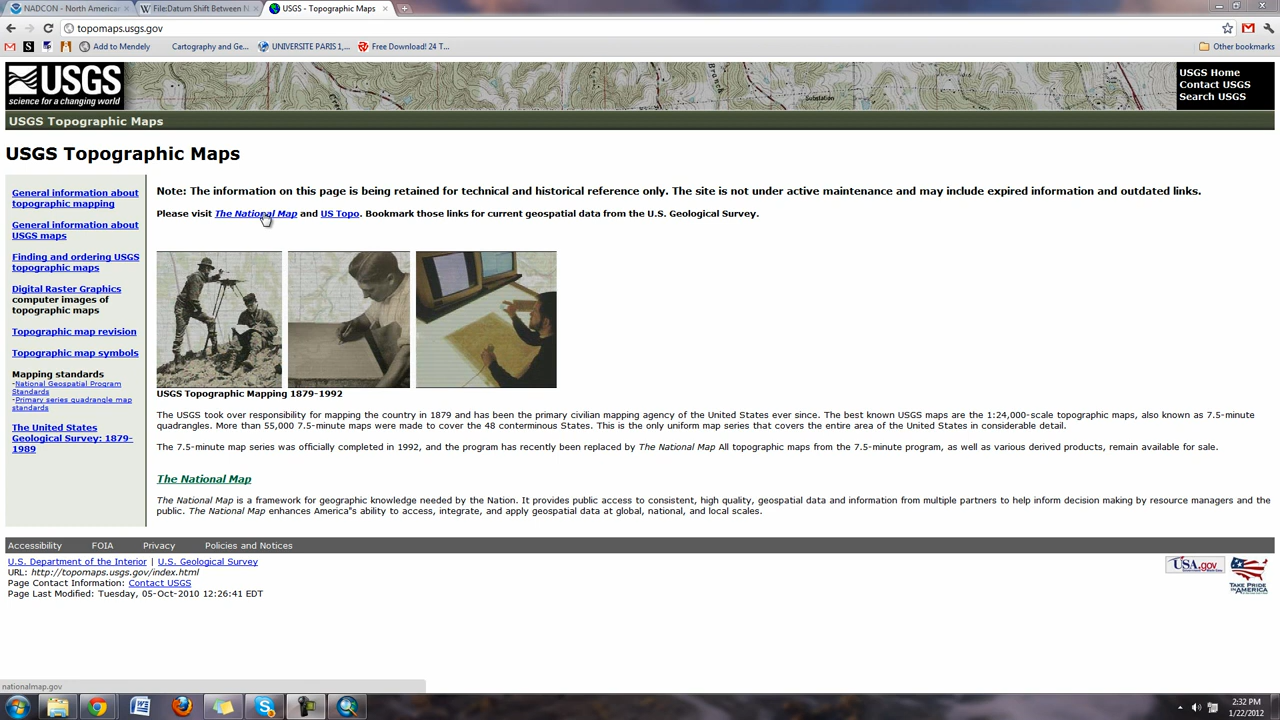 NADCON - North America
File:Datum Shift Between N
USGS - Topographic Maps
topomaps.usgs.gov
Add to Mendely
Cartography and Ge...
UNIVERSITE PARIS 1,...
Free Download! 24 T...
Other bookmarks
USGS
science for a changing world
Substation
USGS Home
Contact USGS
Search USGS
USGS Topographic Maps
USGS Topographic Maps
General information about
topographic mapping
General information about
USGS maps
Finding and ordering USGS
topographic maps
Digital Raster Graphics
computer images of
topographic maps
Topographic map revision
Topographic map symbols
Mapping standards
-National Geospatial Program
Standards
-Primary series quadrangle map
standards
The United States
Geological Survey: 1879-
1989
Note: The information on this page is being retained for technical and historical reference only. The site is not under active maintenance and may include expired information and outdated links.
Please visit The National Map and US Topo. Bookmark those links for current geospatial data from the U.S. Geological Survey.
USGS Topographic Mapping 1879-1992
The USGS took over responsibility for mapping the country in 1879 and has been the primary civilian mapping agency of the United States ever since. The best known USGS maps are the 1:24,000-scale topographic maps, also known as 7.5-minute
quadrangles. More than 55,000 7.5-minute maps were made to cover the 48 conterminous States. This is the only uniform map series that covers the entire area of the United States in considerable detail.
The 7.5-minute map series was officially completed in 1992, and the program has recently been replaced by The National Map All topographic maps from the 7.5-minute program, as well as various derived products, remain available for sale.
The National Map
The National Map is a framework for geographic knowledge needed by the Nation. It provides public access to consistent, high quality, geospatial data and information from multiple partners to help inform decision making by resource managers and the
public. The National Map enhances America"s ability to access, integrate, and apply geospatial data at global, national, and local scales.
Accessibility FOIA Privacy Policies and Notices
U.S. Department of the Interior | U.S. Geological Survey
URL: http://topomaps.usgs.gov/index.html
Page Contact Information: Contact USGS
Page Last Modified: Tuesday, 05-Oct-2010 12:26:41 EDT
USA.gov
TAKE PRIDE
IN AMERICA
nationalmap.gov
2:32 PM
1/22/2012